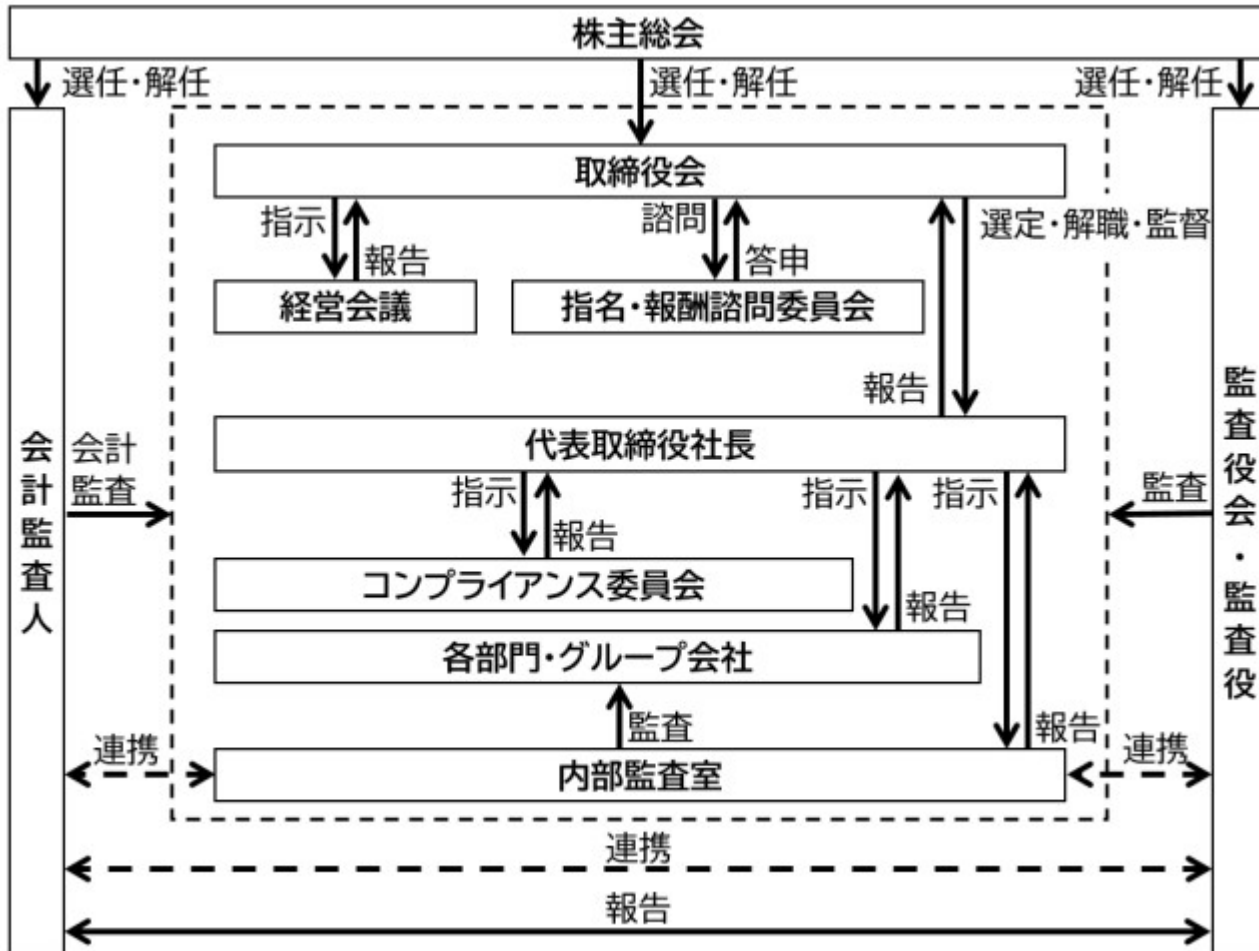 株主総会
選任・解任
選任・解任
選任・解任
取締役会
指示
報告
諮問
答申
選定・解職・監督
経営会議
指名・報酬諮問委員会
報告
代表取締役社長
会計監査人
会計
監査
監査
監査役会・監査役
指示
報告
指示
報告
指示
報告
コンプライアンス委員会
各部門・グループ会社
監査
内部監査室
連携
連携
連携
報告